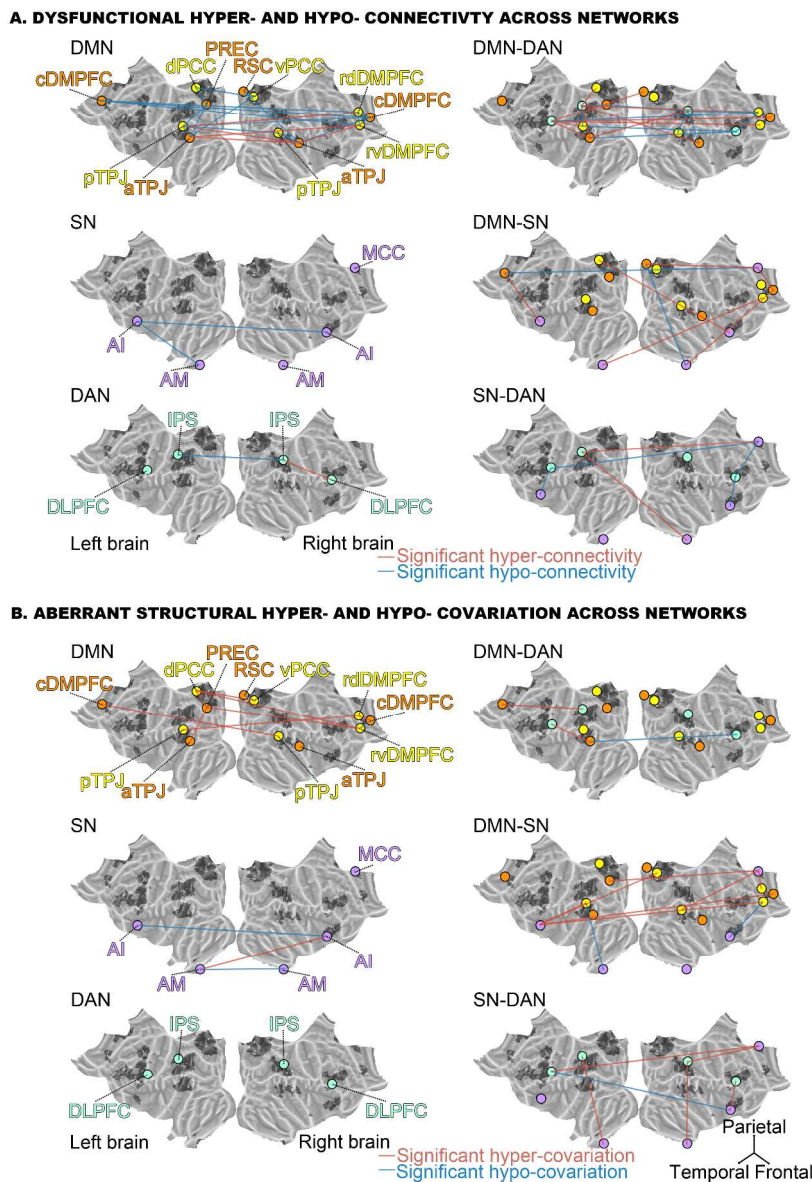 A. DYSFUNCTIONAL HYPER- AND HYPO- CONNECTIVTY ACROSS NETWORKS
DMN
DMN-DAN
PREC
dPCC
RSC
vPCC
cDMPFC
rdDMPFC
cDMPFC
rvDMPFC
pTPJ
aTPJ
pTPJ
aTPJ
SN
DMN-SN
MCC
AI
AI
AM
AM
DAN
SN-DAN
IPS
IPS
DLPFC
DLPFC
Left brain
Right brain
Significant hyper-connectivity
Significant hypo-connectivity
B. ABERRANT STRUCTURAL HYPER- AND HYPO- COVARIATION ACROSS NETWORKS
DMN
DMN-DAN
PREC
dPCC
RSC
vPCC
cDMPFC
rdDMPFC
cDMPFC
rvDMPFC
pTPJ
aTPJ
pTPJ
aTPJ
SN
DMN-SN
MCC
AI
AI
AM
AM
DAN
SN-DAN
IPS
IPS
DLPFC
DLPFC
Left brain
Right brain
Significant hyper-covariation
Significant hypo-covariation
Parietal
Temporal Frontal